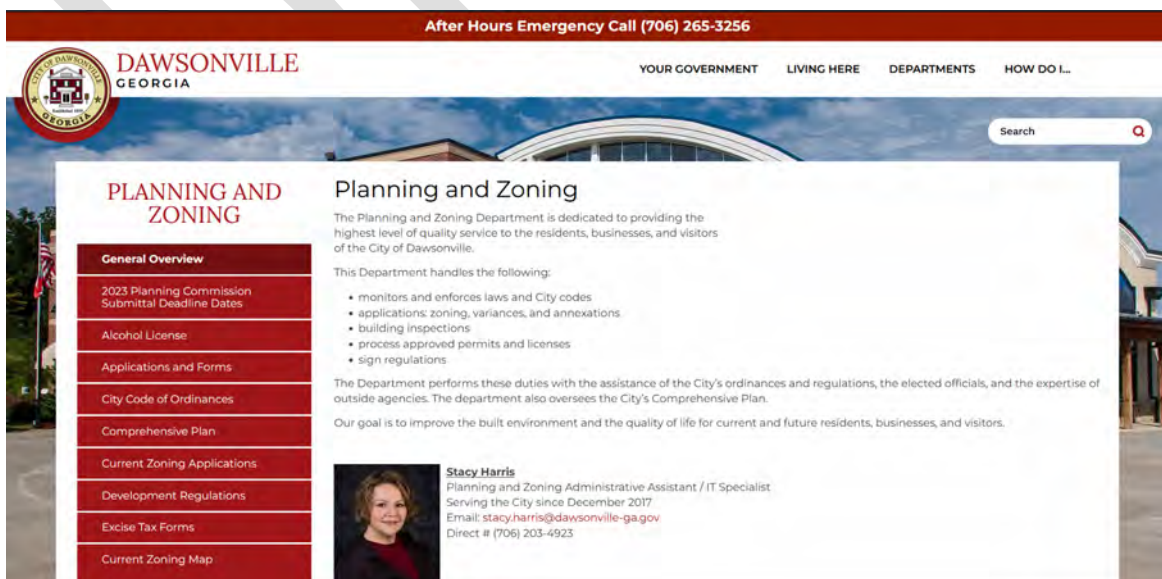 After Hours Emergency Call (706) 265-3256
CITY OF DAWSONVILLE
GEORGIA
DAWSONVILLE
GEORGIA
YOUR GOVERNMENT LIVING HERE DEPARTMENTS HOW DO I...
Search
PLANNING AND
ZONING
General Overview
2023 Planning Commission
Submittal Deadline Dates
Alcohol License
Applications and Forms
City Code of Ordinances
Comprehensive Plan
Current Zoning Applications
Development Regulations
Excise Tax Forms
Current Zoning Map
Planning and Zoning
The Planning and Zoning Department is dedicated to providing the
highest level of quality service to the residents, businesses, and visitors
of the City of Dawsonville.
This Department handles the following:
• monitors and enforces laws and City codes
• applications: zoning, variances, and annexations
• building inspections
• process approved permits and licenses
• sign regulations
The Department performs these duties with the assistance of the City's ordinances and regulations, the elected officials, and the expertise of
outside agencies. The department also oversees the City's Comprehensive Plan.
Our goal is to improve the built environment and the quality of life for current and future residents, businesses, and visitors.
Stacy Harris
Planning and Zoning Administrative Assistant / IT Specialist
Serving the City since December 2017
Email: stacy.harris@dawsonville-ga.gov
Direct # (706) 203-4923